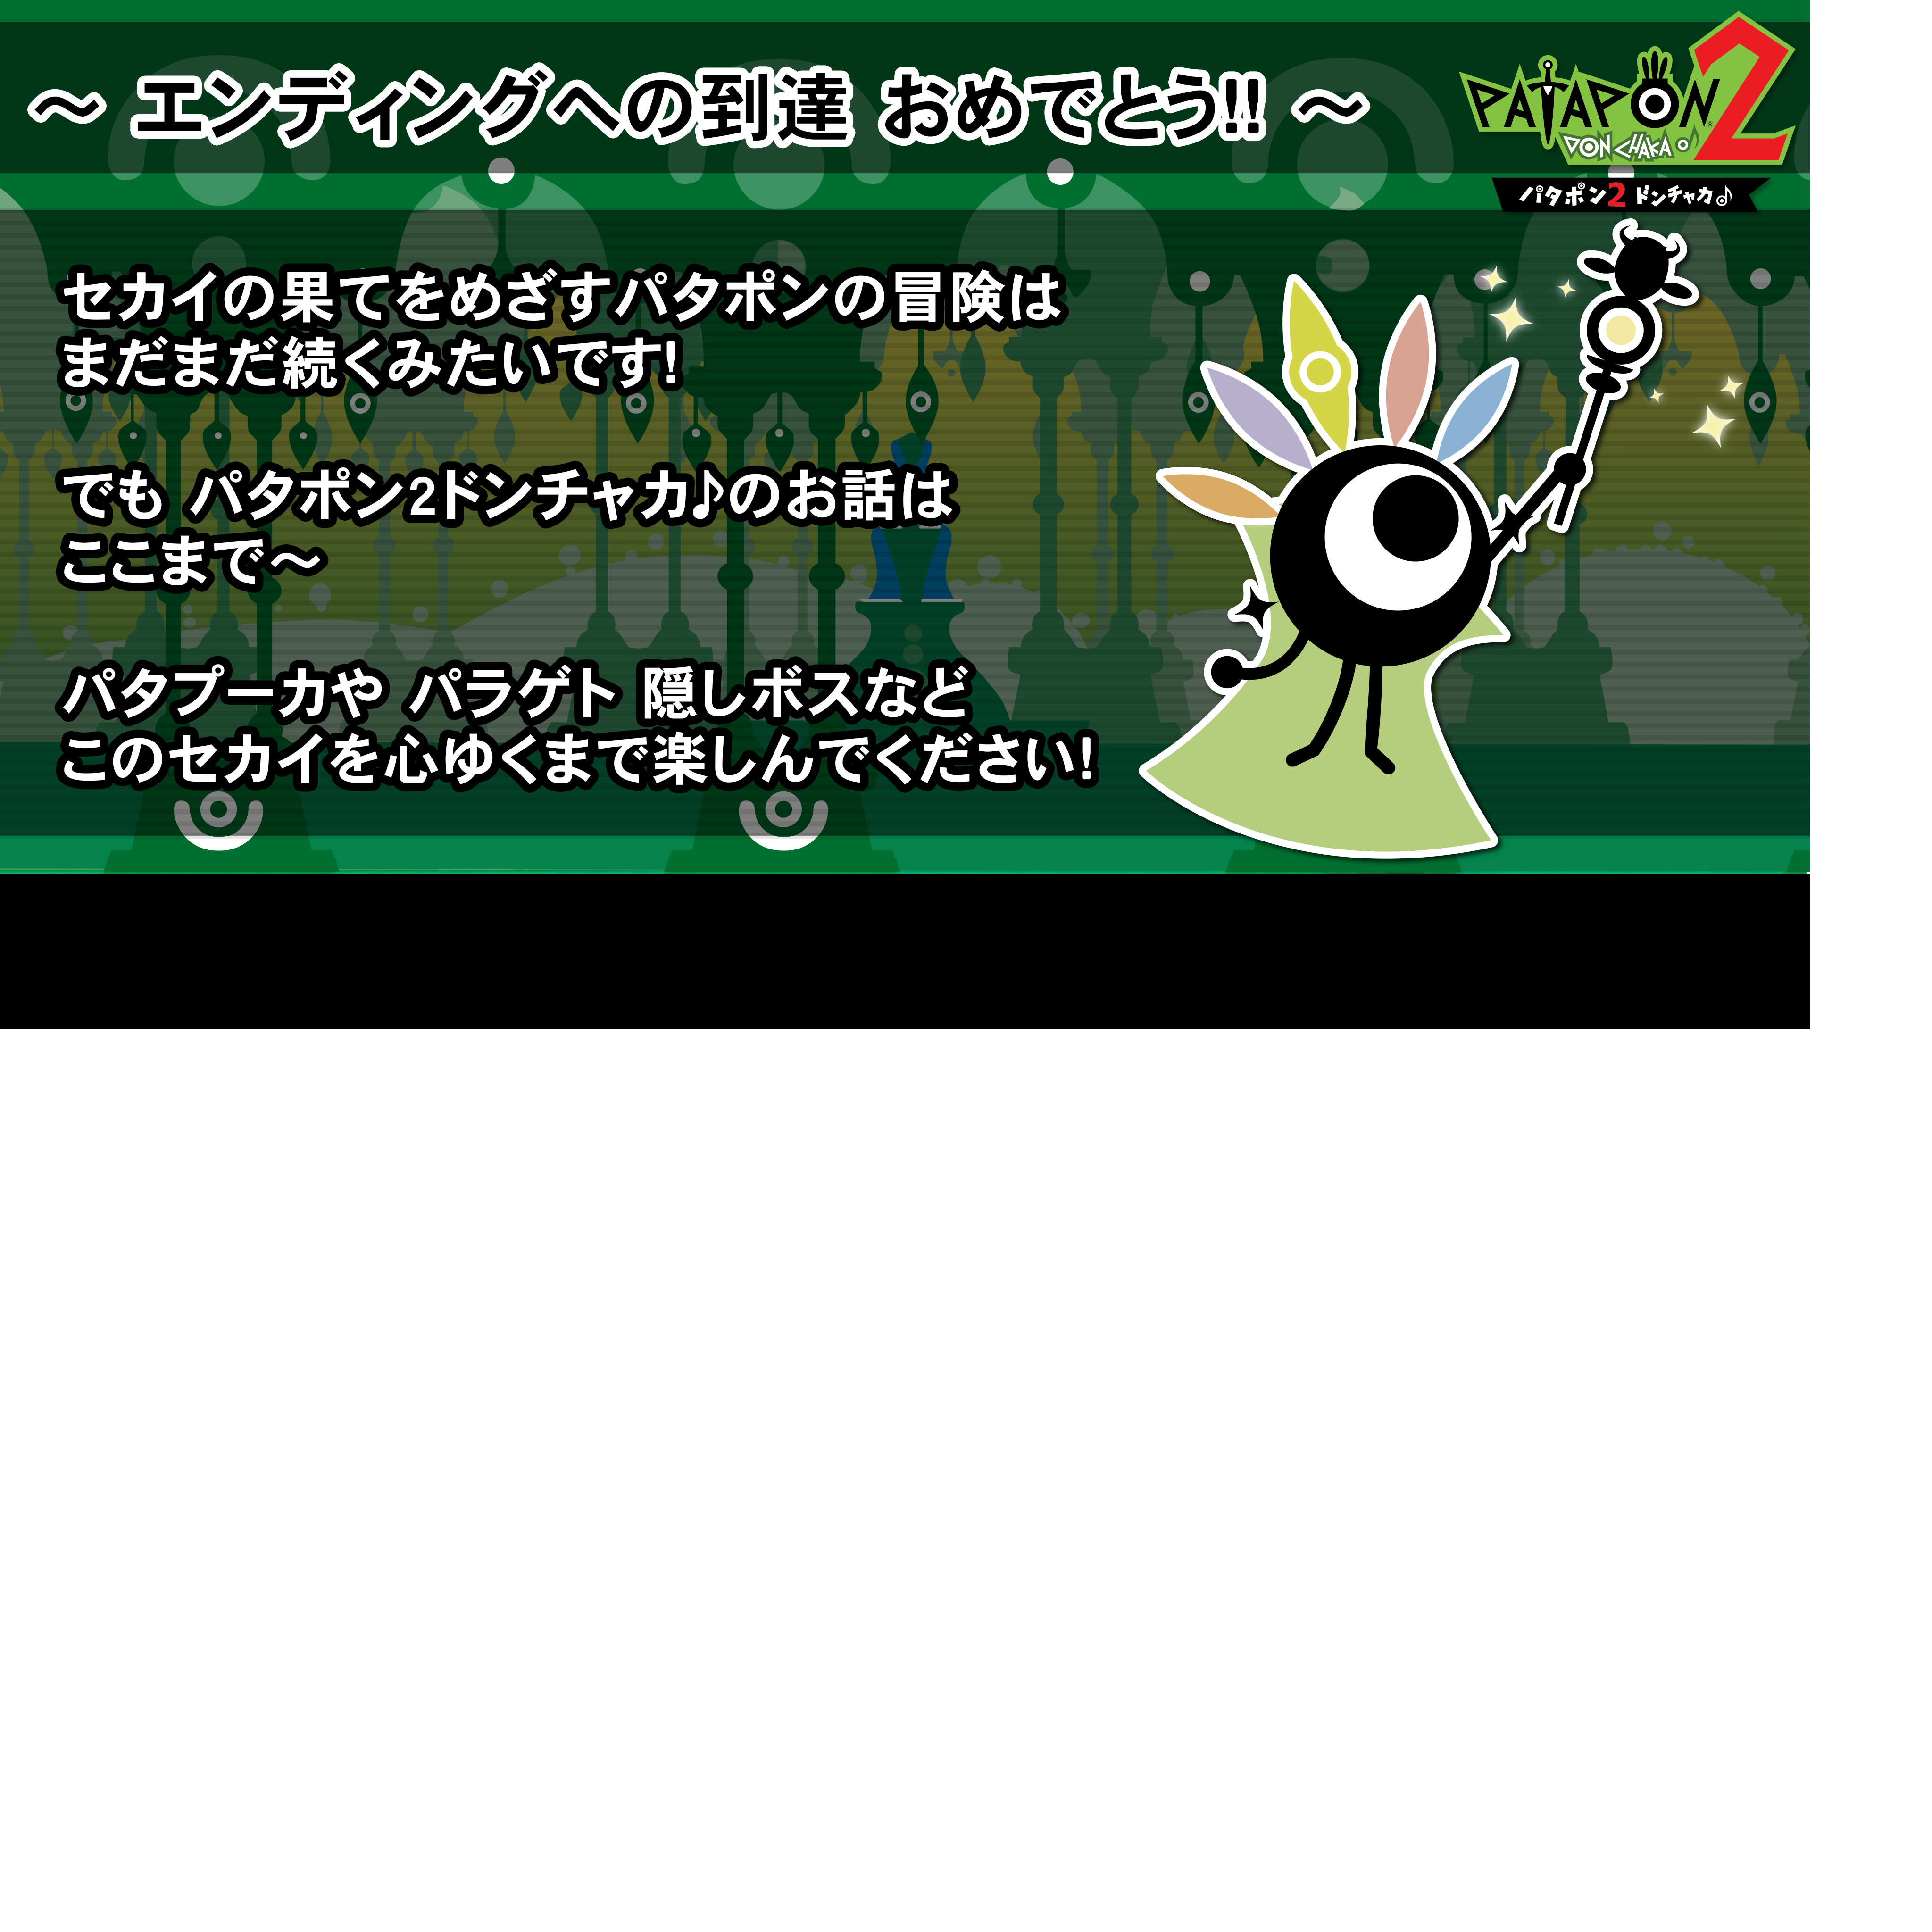 ～ エンディングへの到達 おめでとう!! ～
PATAPON 2
DON CHAKA♪
パタポン2 ドンチャカ♪
セカイの果てをめざすパタポンの冒険は
まだまだ続くみたいです!
でも パタポン2ドンチャカ♪のお話は
ここまで～
パタプーカや パラゲト 隠しボスなど
このセカイを心ゆくまで楽しんでください!